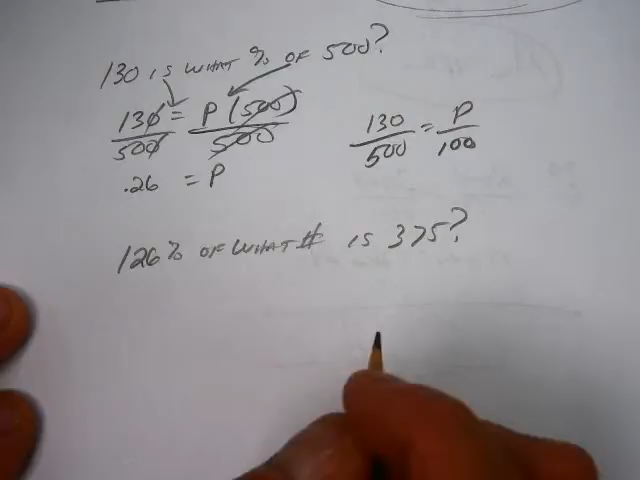 130 IS WHAT % OF 500?
130 = P (500)
500 500
.26 = P
130 = P
500 100
126% OF WHAT # IS 375?